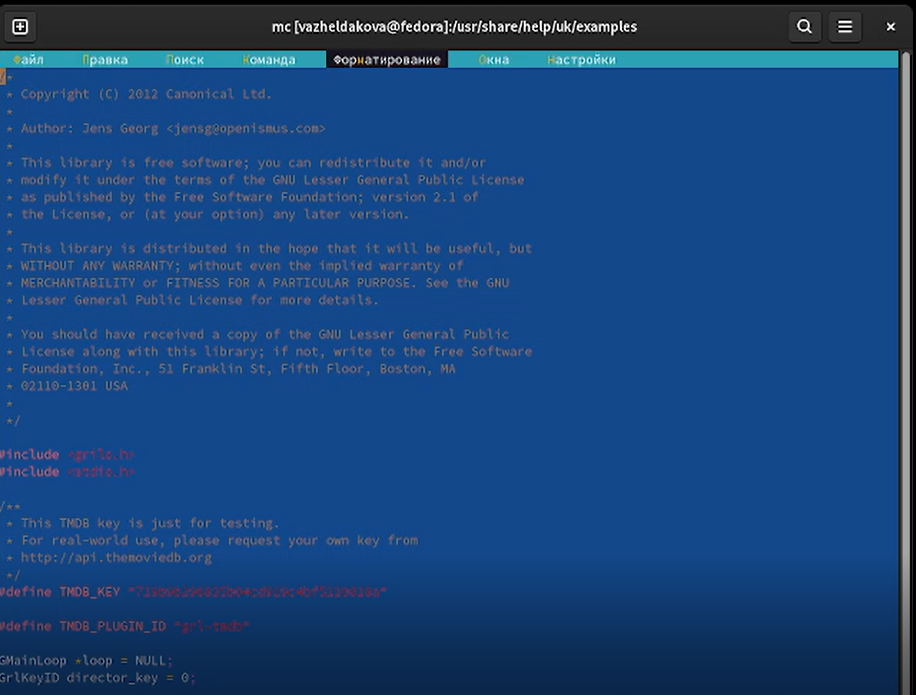 mc [vazheldakova@fedora]:/usr/share/help/uk/examples
Файл Правка Поиск Команда Форматирование Окна Настройки
/*
* Copyright (C) 2012 Canonical Ltd.
*
* Author: Jens Georg <jensg@openismus.com>
*
* This library is free software; you can redistribute it and/or
* modify it under the terms of the GNU Lesser General Public License
* as published by the Free Software Foundation; version 2.1 of
* the License, or (at your option) any later version.
*
* This library is distributed in the hope that it will be useful, but
* WITHOUT ANY WARRANTY; without even the implied warranty of
* MERCHANTABILITY or FITNESS FOR A PARTICULAR PURPOSE. See the GNU
* Lesser General Public License for more details.
*
* You should have received a copy of the GNU Lesser General Public
* License along with this library; if not, write to the Free Software
* Foundation, Inc., 51 Franklin St, Fifth Floor, Boston, MA
* 02110-1301 USA
*
*/
#include <grilo.h>
#include <stdio.h>
/**
* This TMDB key is just for testing.
* For real-world use, please request your own key from
* http://api.themoviedb.org
*/
#define TMDB_KEY
#define TMDB_PLUGIN_ID "grl-tmdb"
GMainLoop *loop = NULL;
GrlKeyID director_key = 0;